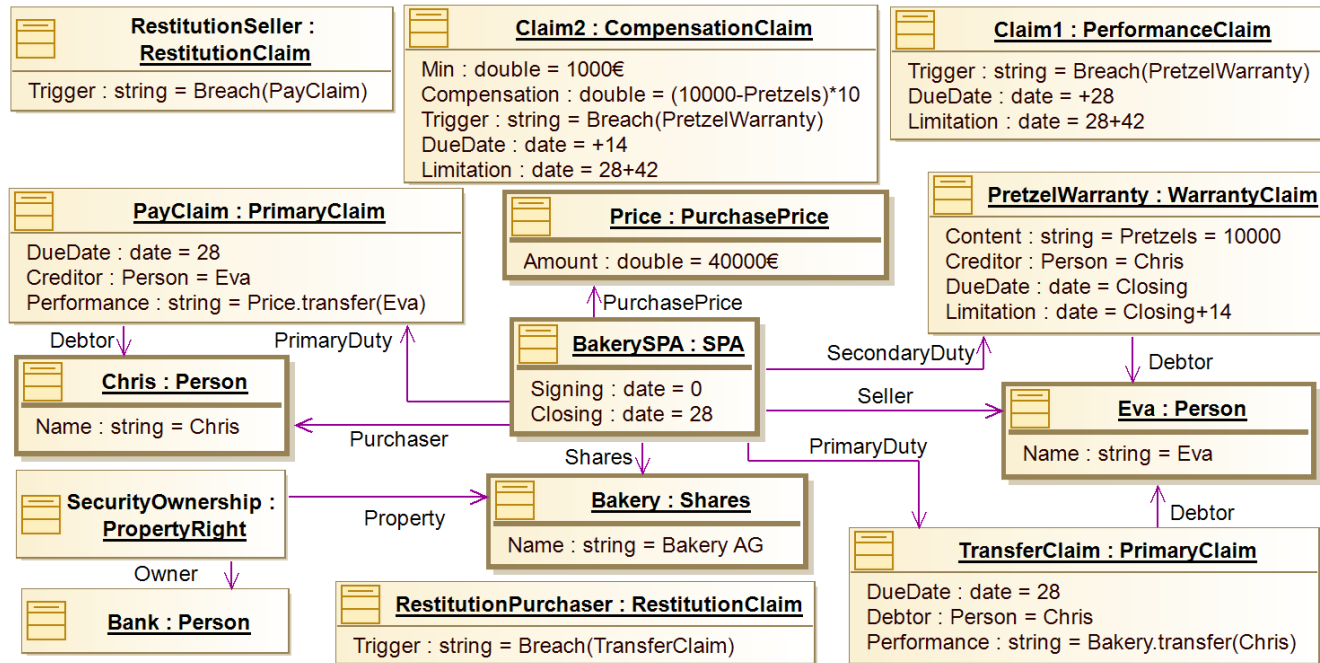 RestitutionSeller :
RestitutionClaim
Trigger : string = Breach(PayClaim)
Claim2 : CompensationClaim
Min : double = 1000€
Compensation : double = (10000-Pretzels)*10
Trigger : string = Breach(PretzelWarranty)
DueDate : date = +14
Limitation : date = 28+42
Claim1 : PerformanceClaim
Trigger : string = Breach(PretzelWarranty)
DueDate : date = +28
Limitation : date = 28+42
PayClaim : PrimaryClaim
DueDate : date = 28
Creditor : Person = Eva
Performance : string = Price.transfer(Eva)
Price : PurchasePrice
Amount : double = 40000€
PretzelWarranty : WarrantyClaim
Content : string = Pretzels = 10000
Creditor : Person = Chris
DueDate : date = Closing
Limitation : date = Closing+14
PurchasePrice
Debtor
PrimaryDuty
BakerySPA : SPA
Signing : date = 0
Closing : date = 28
SecondaryDuty
Debtor
Chris : Person
Name : string = Chris
Seller
Eva : Person
Name : string = Eva
Purchaser
Shares
PrimaryDuty
SecurityOwnership :
PropertyRight
Property
Bakery : Shares
Name : string = Bakery AG
Debtor
TransferClaim : PrimaryClaim
DueDate : date = 28
Debtor : Person = Chris
Performance : string = Bakery.transfer(Chris)
Owner
Bank : Person
RestitutionPurchaser : RestitutionClaim
Trigger : string = Breach(TransferClaim)